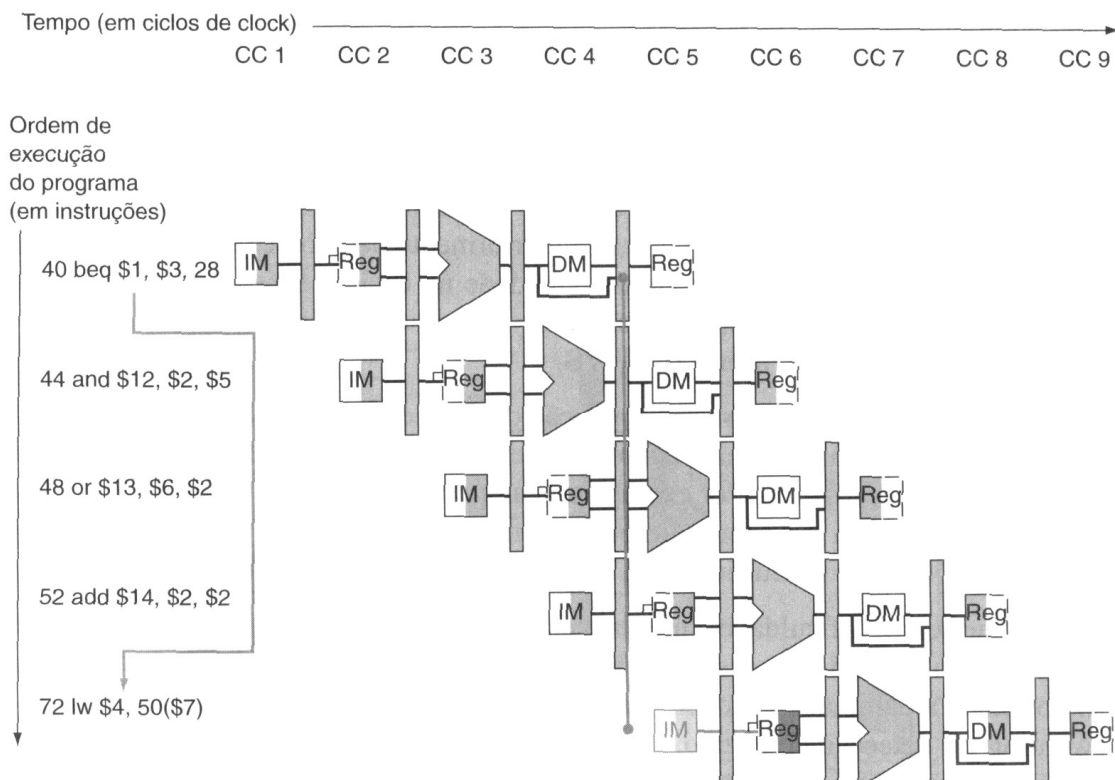 Tempo (em ciclos de clock)
CC 1 CC 2 CC 3 CC 4 CC 5 CC 6 CC 7 CC 8 CC 9
Ordem de
execução
do programa
(em instruções)
40 beq $1, $3, 28
IM Reg DM Reg
44 and $12, $2, $5
IM Reg DM Reg
48 or $13, $6, $2
IM Reg DM Reg
52 add $14, $2, $2
IM Reg DM Reg
72 lw $4, 50($7)
IM Reg DM Reg